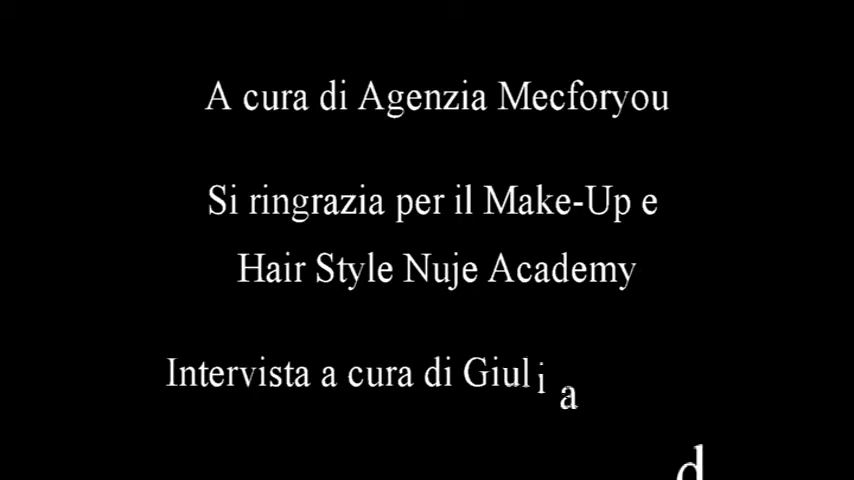 A cura di Agenzia Mecforyou
Si ringrazia per il Make-Up e
Hair Style Nuje Academy
Intervista a cura di Giulia
d